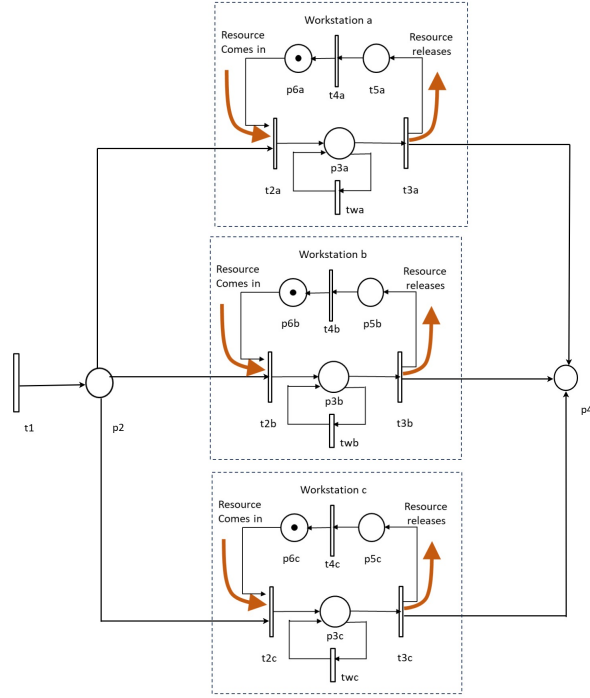 Workstation a
Resource
Comes in
Resource
releases
p6a
t4a
t5a
t2a
p3a
t3a
twa
Workstation b
Resource
Comes in
Resource
releases
p6b
t4b
p5b
t2b
p3b
t3b
twb
t1
p2
p4
Workstation c
Resource
Comes in
Resource
releases
p6c
t4c
p5c
t2c
p3c
t3c
twc